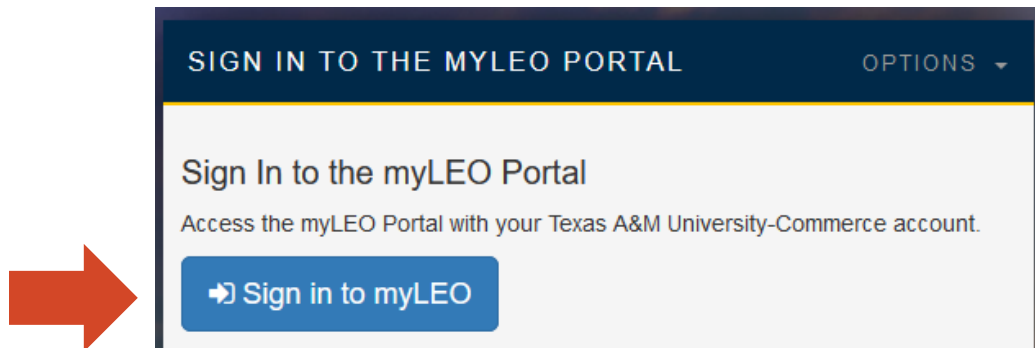 SIGN IN TO THE MYLEO PORTAL OPTIONS
Sign In to the myLEO Portal
Access the myLEO Portal with your Texas A&M University-Commerce account.
Sign in to myLEO